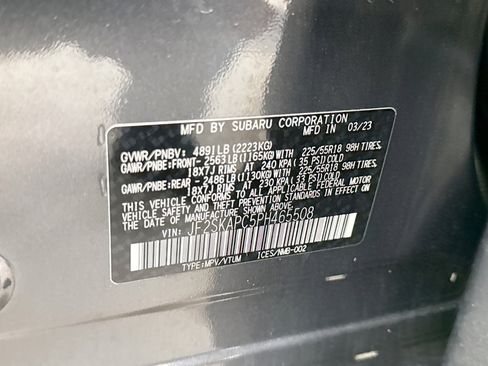 MFD BY SUBARU CORPORATION
GVWR/PNBV: 4891LB(2223KG) MFD IN 03/23
GAWR/PNBE:FRONT- 2563LB(1165KG)WITH 225/55R18 98H TIRES,
18X7J RIMS AT 240 KPA(35 PSI)COLD
GAWR/PNBE:REAR -2486LB(1130KG)WITH 225/55R18 98H TIRES,
18X7J RIMS AT 230 KPA(33 PSI)COLD
THIS VEHICLE CONFORMS TO ALL APPLICABLE FEDERAL
MOTOR VEHICLE SAFETY STANDARDS IN EFFECT ON
THE DATE OF MANUFACTURE SHOWN ABOVE.
VIN: JF2SKAPC5PH465508
TYPE:MPV/VTUM ICES/NMB-002